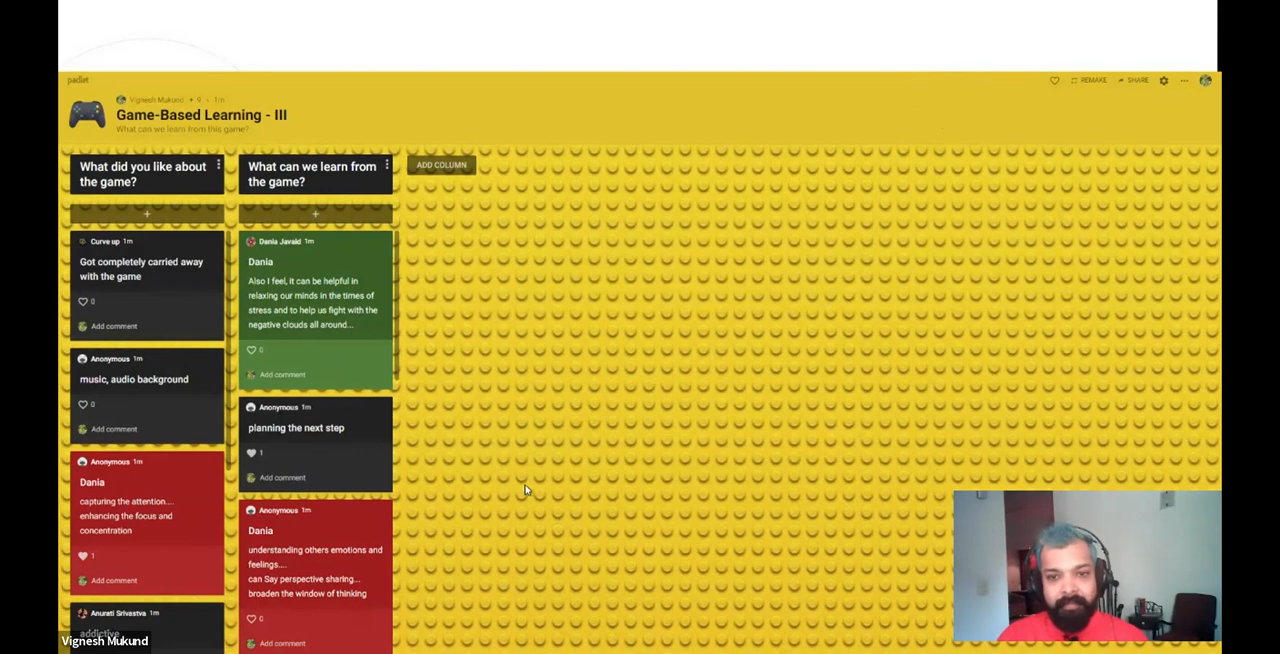 padlet
Vignesh Mukund • 9 • 1m
REMAKE
SHARE
Game-Based Learning - III
What can we learn from this game?
What did you like about
the game?
+
Curve up 1m
Got completely carried away
with the game
0
Add comment
Anonymous 1m
music, audio background
0
Add comment
Anonymous 1m
Dania
capturing the attention....
enhancing the focus and
concentration
1
Add comment
Anurati Srivastva 1m
addictive
What can we learn from
the game?
+
Dania Javaid 1m
Dania
Also I feel, it can be helpful in
relaxing our minds in the times of
stress and to help us fight with the
negative clouds all around...
0
Add comment
Anonymous 1m
planning the next step
1
Add comment
Anonymous 1m
Dania
understanding others emotions and
feelings....
can Say perspective sharing...
broaden the window of thinking
0
Add comment
ADD COLUMN
Vignesh Mukund